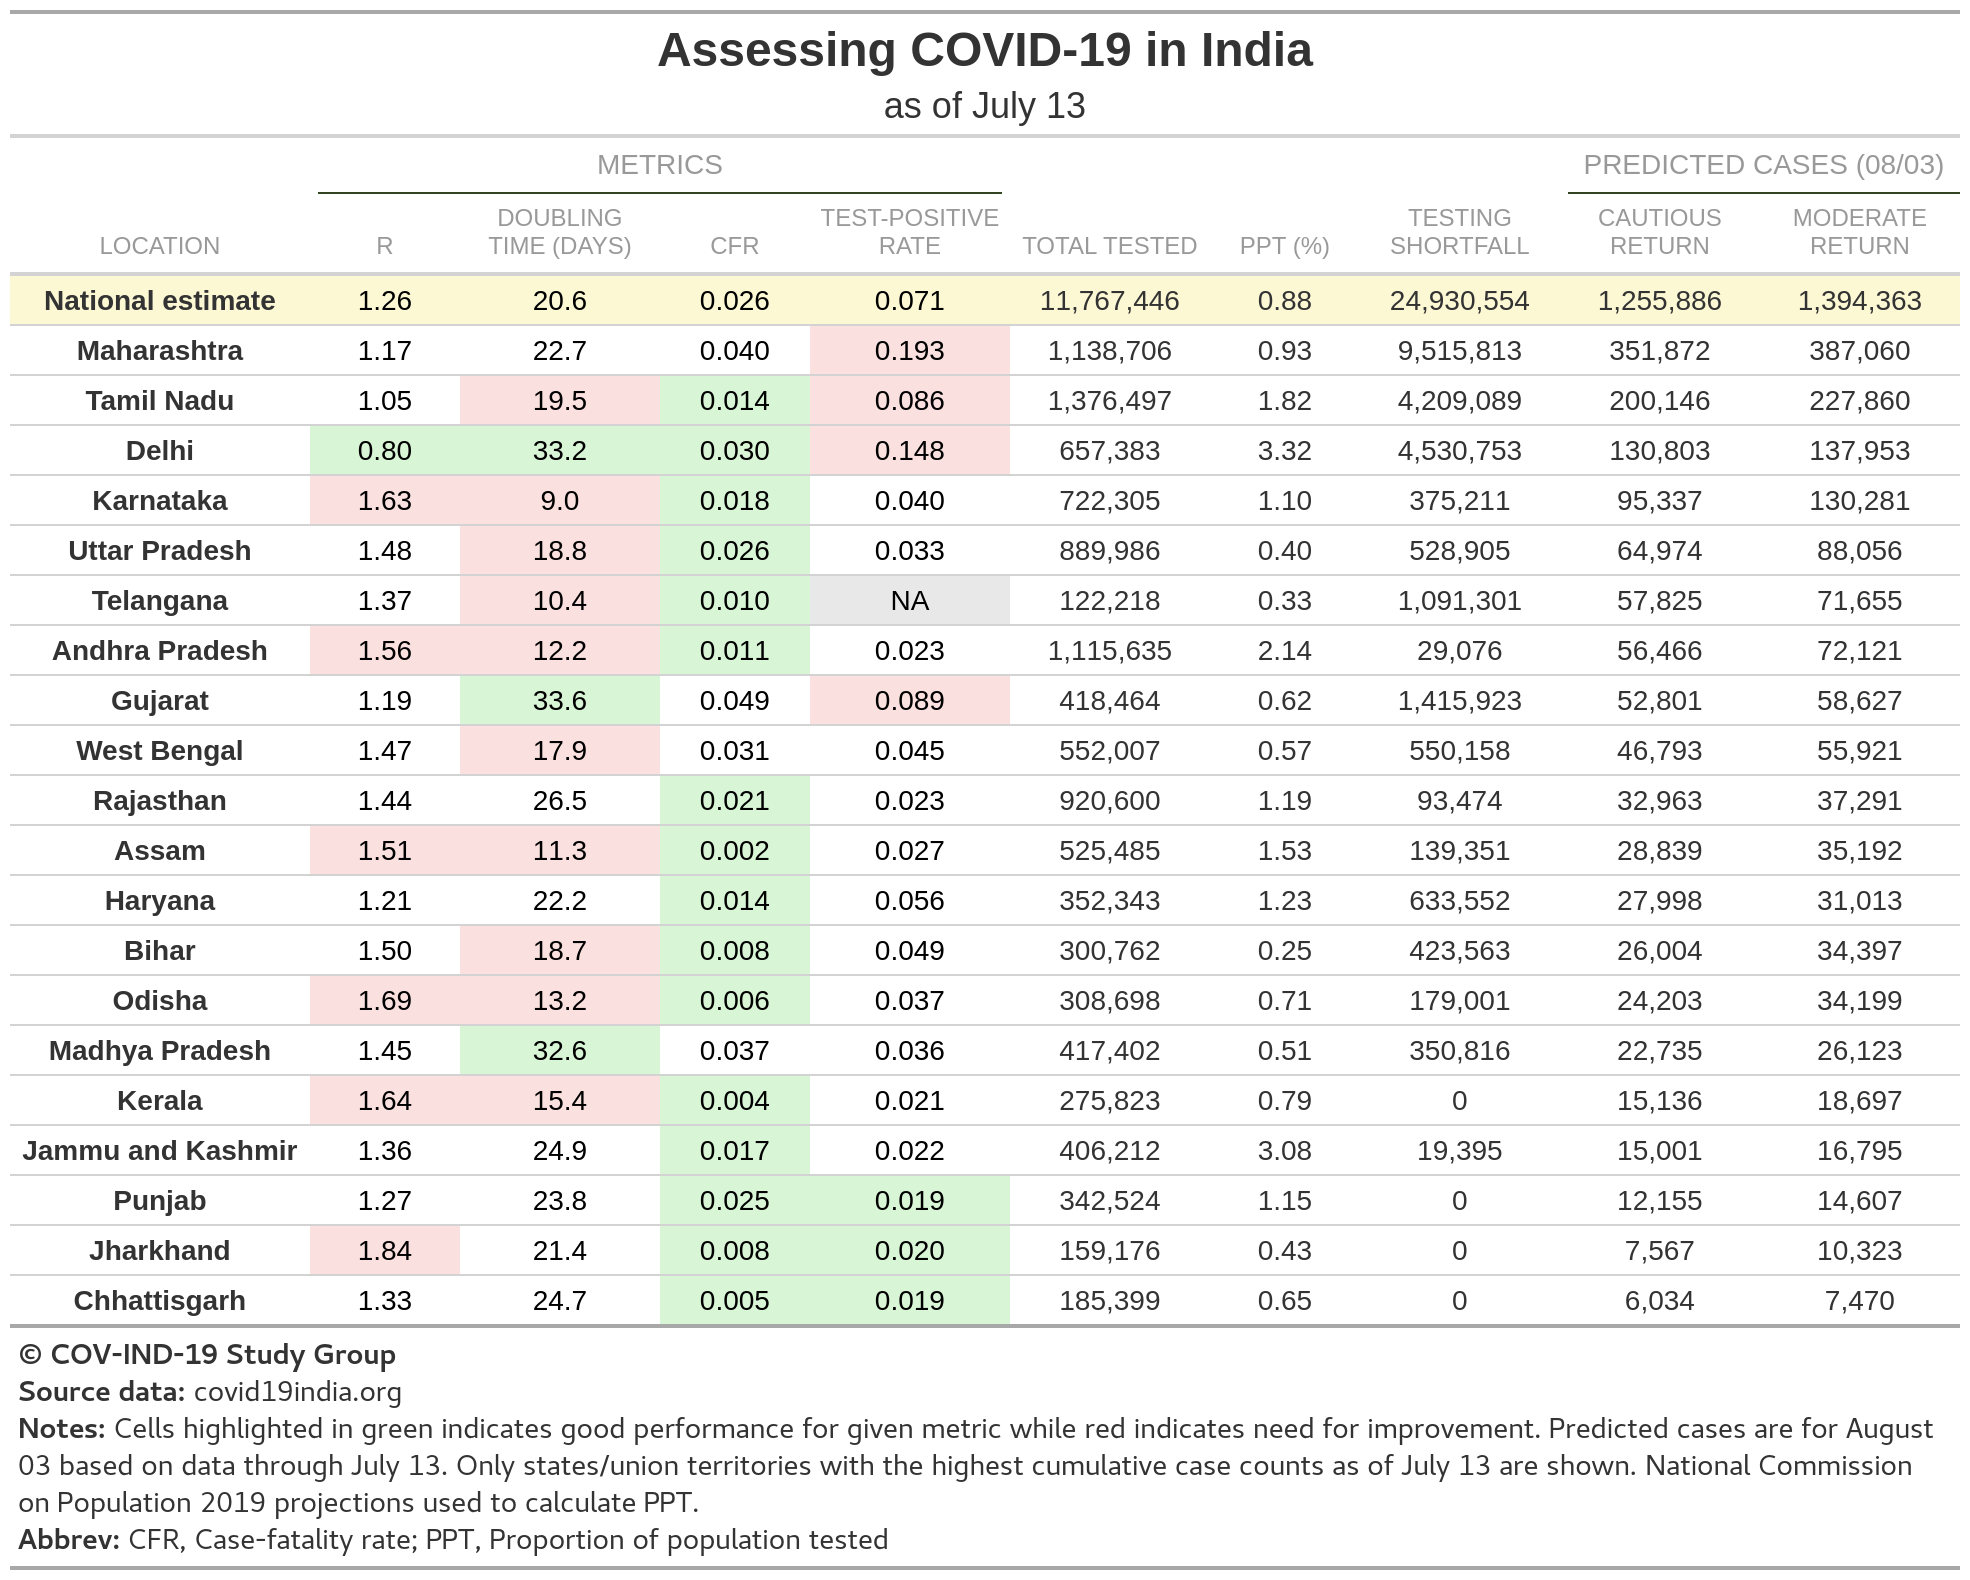 Assessing COVID-19 in India
as of July 13
METRICS PREDICTED CASES (08/03)
LOCATION R DOUBLING TIME (DAYS) CFR TEST-POSITIVE RATE TOTAL TESTED PPT (%) TESTING SHORTFALL CAUTIOUS RETURN MODERATE RETURN
National estimate 1.26 20.6 0.026 0.071 11,767,446 0.88 24,930,554 1,255,886 1,394,363
Maharashtra 1.17 22.7 0.040 0.193 1,138,706 0.93 9,515,813 351,872 387,060
Tamil Nadu 1.05 19.5 0.014 0.086 1,376,497 1.82 4,209,089 200,146 227,860
Delhi 0.80 33.2 0.030 0.148 657,383 3.32 4,530,753 130,803 137,953
Karnataka 1.63 9.0 0.018 0.040 722,305 1.10 375,211 95,337 130,281
Uttar Pradesh 1.48 18.8 0.026 0.033 889,986 0.40 528,905 64,974 88,056
Telangana 1.37 10.4 0.010 NA 122,218 0.33 1,091,301 57,825 71,655
Andhra Pradesh 1.56 12.2 0.011 0.023 1,115,635 2.14 29,076 56,466 72,121
Gujarat 1.19 33.6 0.049 0.089 418,464 0.62 1,415,923 52,801 58,627
West Bengal 1.47 17.9 0.031 0.045 552,007 0.57 550,158 46,793 55,921
Rajasthan 1.44 26.5 0.021 0.023 920,600 1.19 93,474 32,963 37,291
Assam 1.51 11.3 0.002 0.027 525,485 1.53 139,351 28,839 35,192
Haryana 1.21 22.2 0.014 0.056 352,343 1.23 633,552 27,998 31,013
Bihar 1.50 18.7 0.008 0.049 300,762 0.25 423,563 26,004 34,397
Odisha 1.69 13.2 0.006 0.037 308,698 0.71 179,001 24,203 34,199
Madhya Pradesh 1.45 32.6 0.037 0.036 417,402 0.51 350,816 22,735 26,123
Kerala 1.64 15.4 0.004 0.021 275,823 0.79 0 15,136 18,697
Jammu and Kashmir 1.36 24.9 0.017 0.022 406,212 3.08 19,395 15,001 16,795
Punjab 1.27 23.8 0.025 0.019 342,524 1.15 0 12,155 14,607
Jharkhand 1.84 21.4 0.008 0.020 159,176 0.43 0 7,567 10,323
Chhattisgarh 1.33 24.7 0.005 0.019 185,399 0.65 0 6,034 7,470
© COV-IND-19 Study Group
Source data: covid19india.org
Notes: Cells highlighted in green indicates good performance for given metric while red indicates need for improvement. Predicted cases are for August
03 based on data through July 13. Only states/union territories with the highest cumulative case counts as of July 13 are shown. National Commission
on Population 2019 projections used to calculate PPT.
Abbrev: CFR, Case-fatality rate; PPT, Proportion of population tested